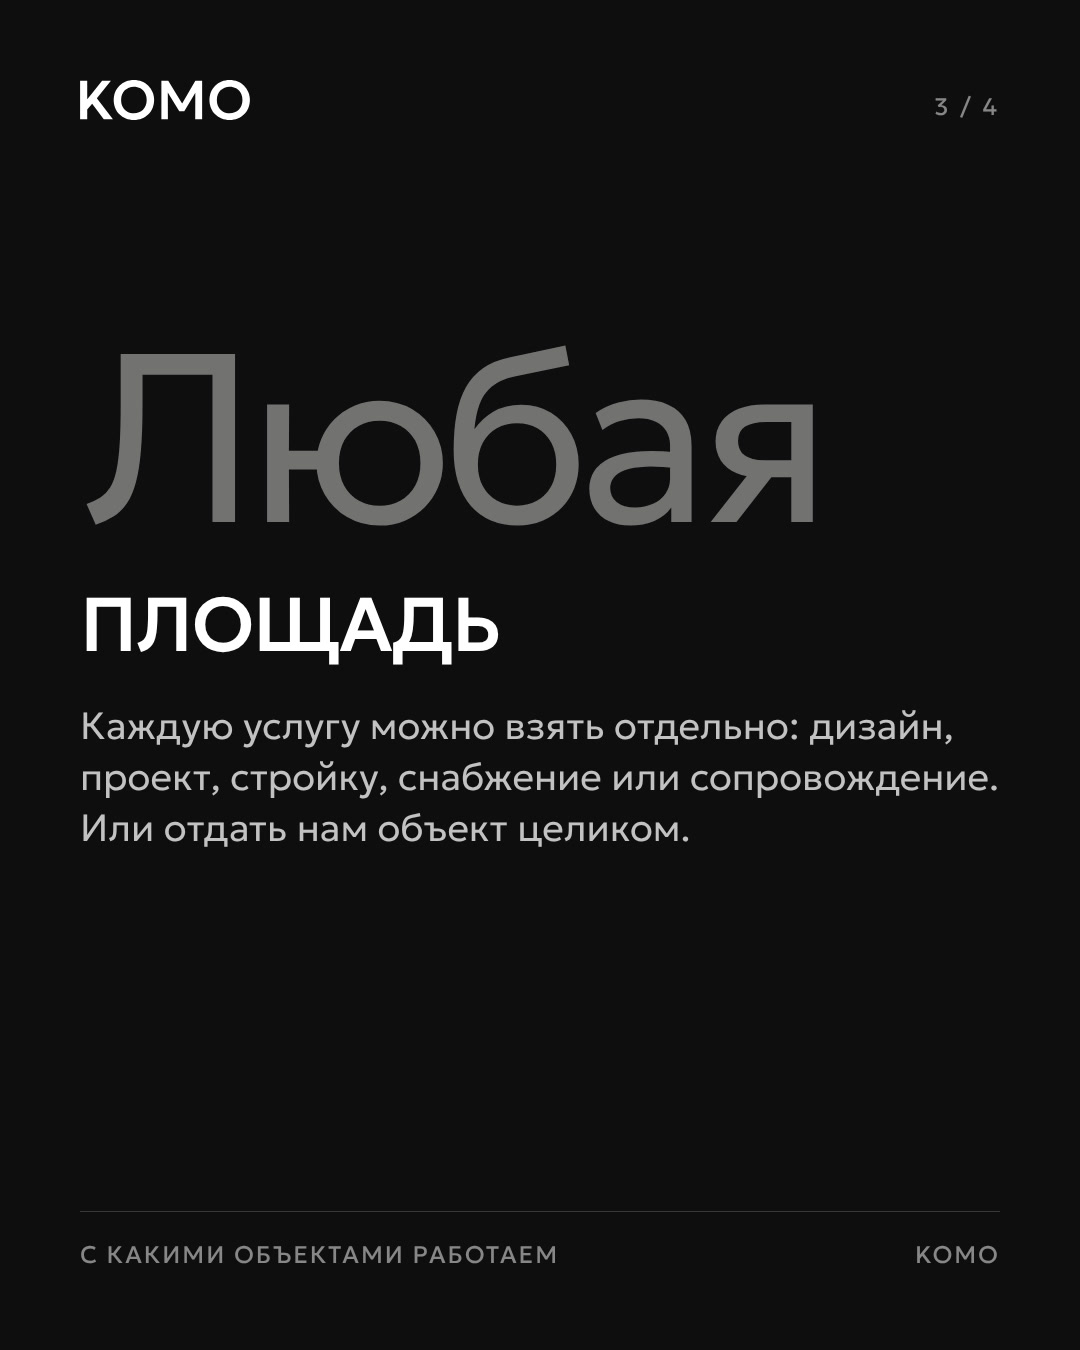 КОМО
3 / 4
Любая
ПЛОЩАДЬ
Каждую услугу можно взять отдельно: дизайн,
проект, стройку, снабжение или сопровождение.
Или отдать нам объект целиком.
С КАКИМИ ОБЪЕКТАМИ РАБОТАЕМ
КОМО